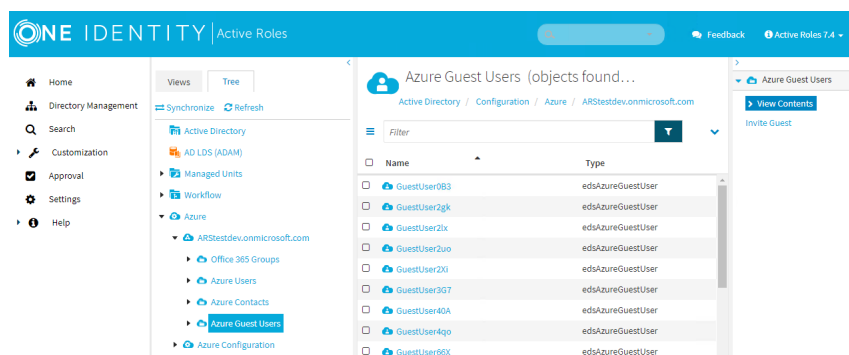 ONE IDENTITY Active Roles
Feedback
Active Roles 7.4
Home
Directory Management
Search
Customization
Approval
Settings
Help
Views
Tree
Synchronize
Refresh
Active Directory
AD LDS (ADAM)
Managed Units
Workflow
Azure
ARStestdev.onmicrosoft.com
Office 365 Groups
Azure Users
Azure Contacts
Azure Guest Users
Azure Configuration
Azure Guest Users (objects found...
Active Directory / Configuration / Azure / ARStestdev.onmicrosoft.com
Filter
Name Type
GuestUser0B3 edsAzureGuestUser
GuestUser2gk edsAzureGuestUser
GuestUser2lx edsAzureGuestUser
GuestUser2uo edsAzureGuestUser
GuestUser2Xi edsAzureGuestUser
GuestUser3G7 edsAzureGuestUser
GuestUser40A edsAzureGuestUser
GuestUser4qo edsAzureGuestUser
GuestUser66X edsAzureGuestUser
Azure Guest Users
View Contents
Invite Guest